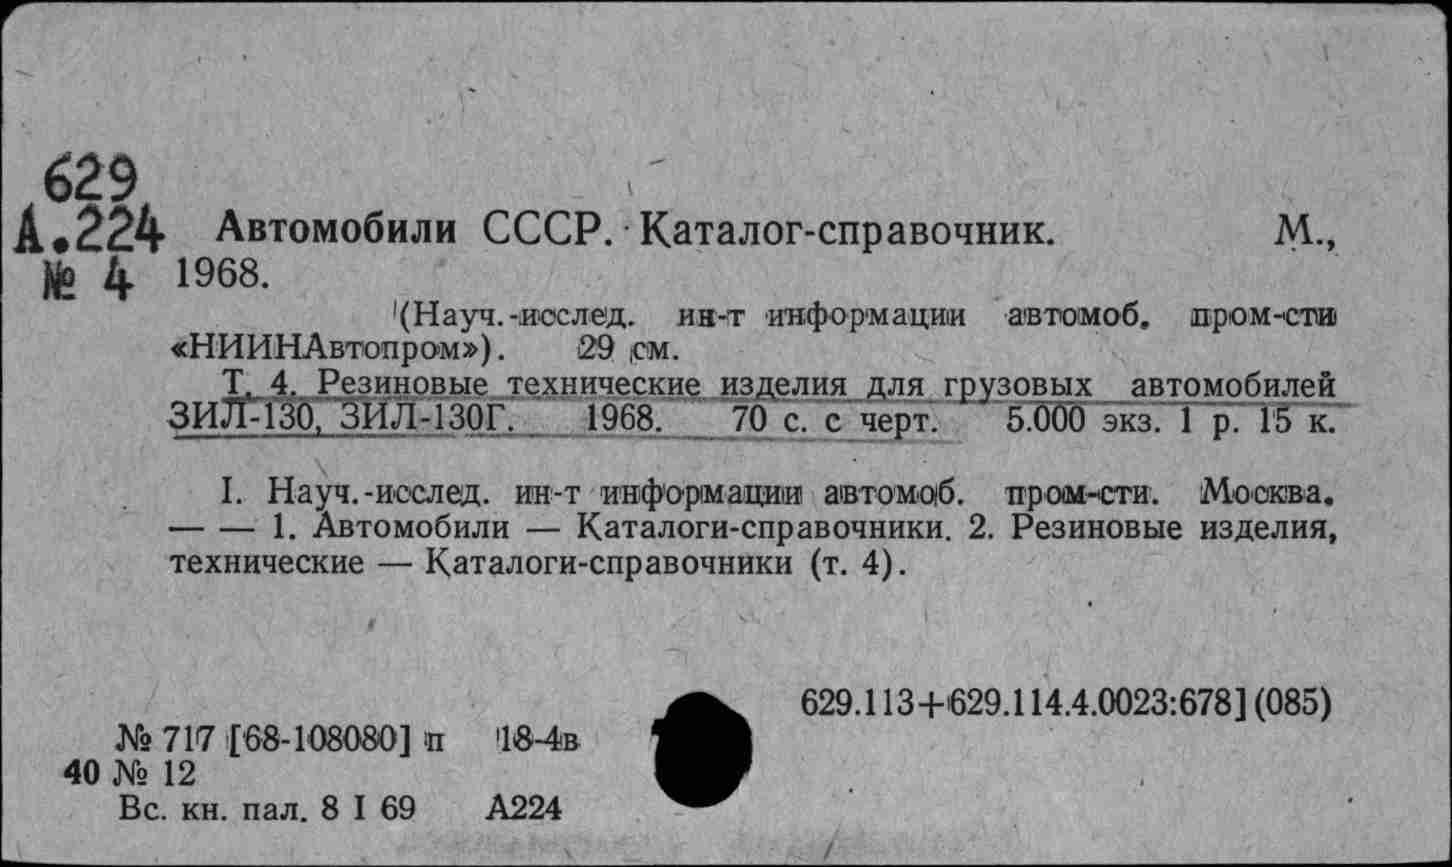 629
А.224 Автомобили СССР. Каталог-справочник. М.,
№ 4 1968.
(Науч.-исслед. ин-т информации автомоб. пром-сти
«НИИНАвтопром»). 29 см.
Т. 4. Резиновые технические изделия для грузовых автомобилей
ЗИЛ-130, ЗИЛ-130Г. 1968. 70 с. с черт. 5.000 экз. 1 р. 15 к.
I. Науч.-исслед. ин-т информации автомоб. пром-сти. Москва.
— — 1. Автомобили — Каталоги-справочники. 2. Резиновые изделия,
технические — Каталоги-справочники (т. 4).
629.113+629.114.4.0023:678] (085)
№ 717 [68-108080] п 18-4в
40 № 12
Вс. кн. пал. 8 I 69 А224